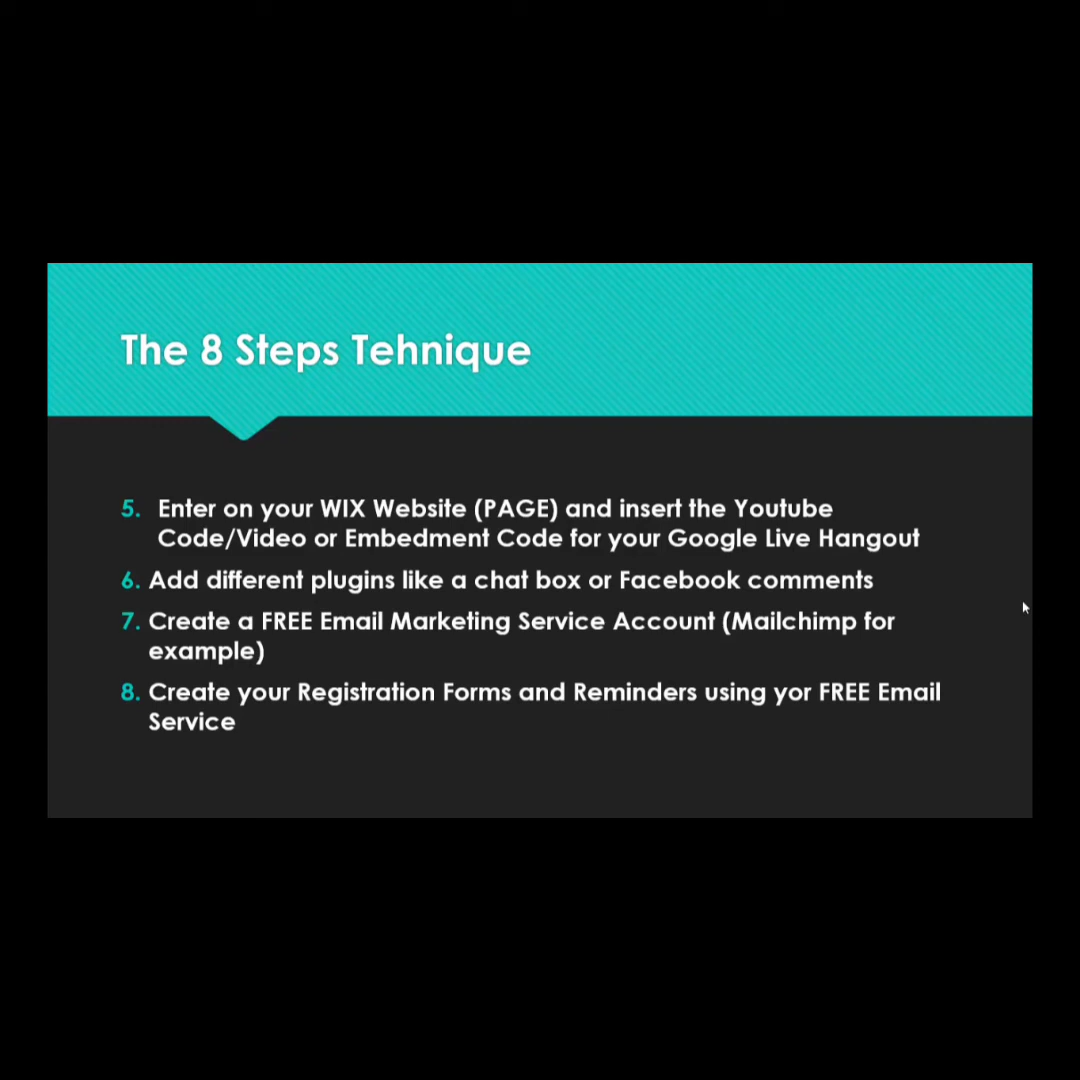 The 8 Steps Tehnique
5. Enter on your WIX Website (PAGE) and insert the Youtube
Code/Video or Embedment Code for your Google Live Hangout
6. Add different plugins like a chat box or Facebook comments
7. Create a FREE Email Marketing Service Account (Mailchimp for
example)
8. Create your Registration Forms and Reminders using yor FREE Email
Service